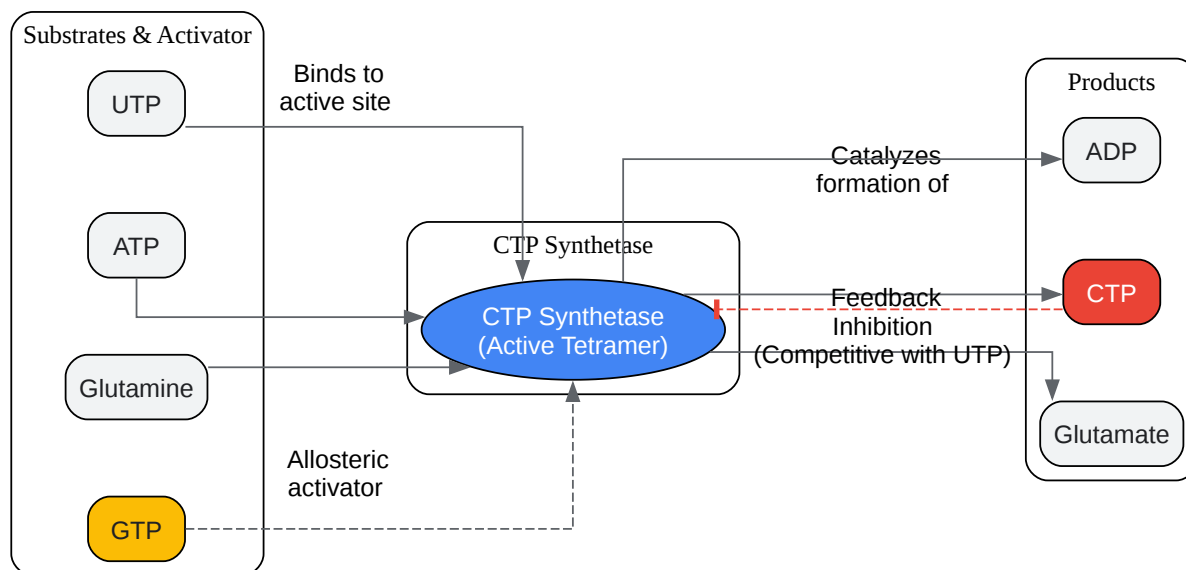 Substrates & Activator
UTP
ATP
Glutamine
GTP
Binds to
active site
Allosteric
activator
CTP Synthetase
CTP Synthetase
(Active Tetramer)
Catalyzes
formation of
Feedback
Inhibition
(Competitive with UTP)
Products
ADP
CTP
Glutamate